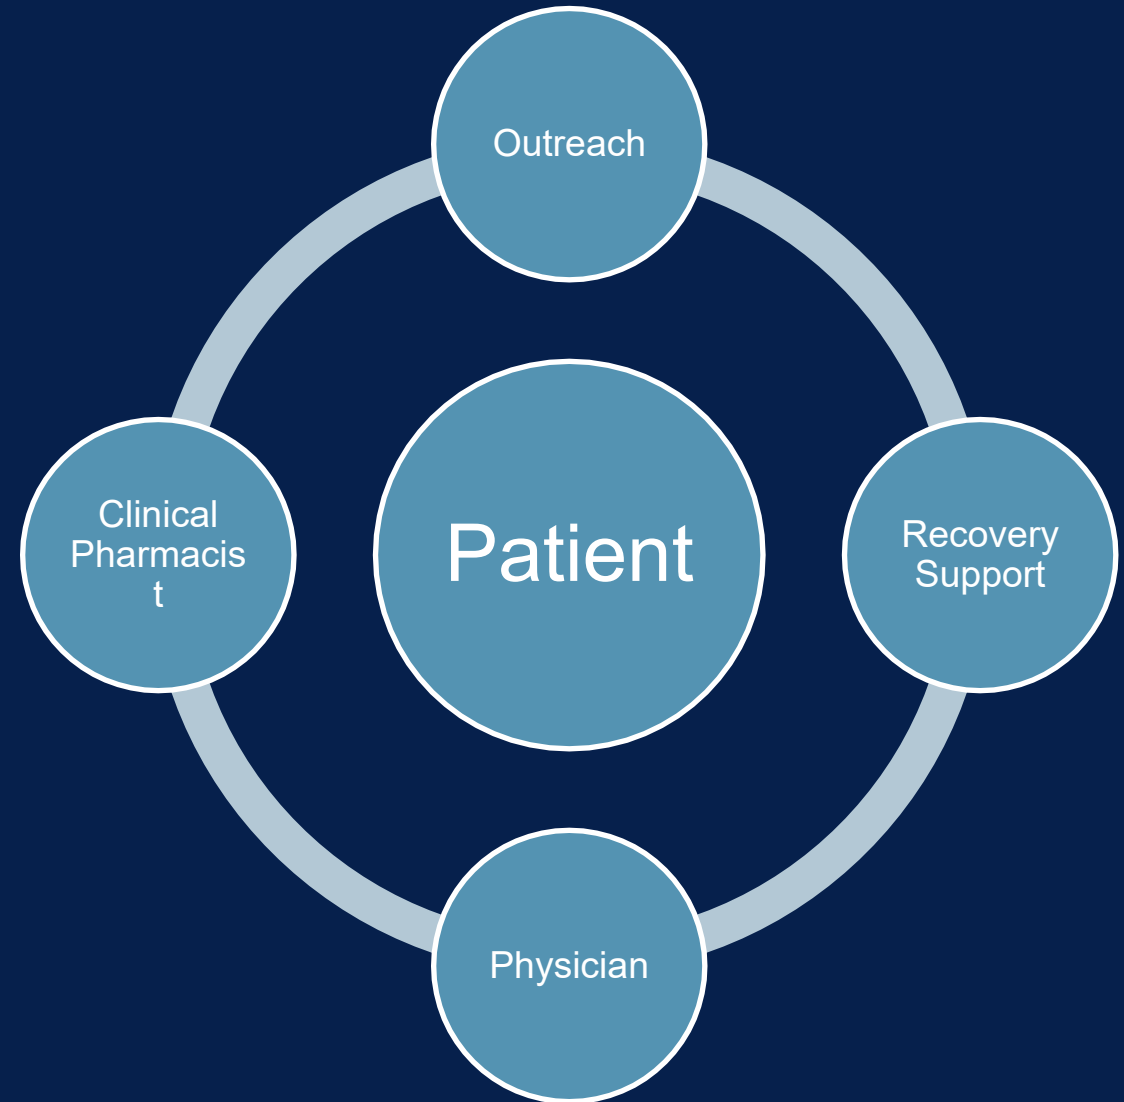 Outreach
Clinical
Pharmacis
t
Patient
Recovery
Support
Physician